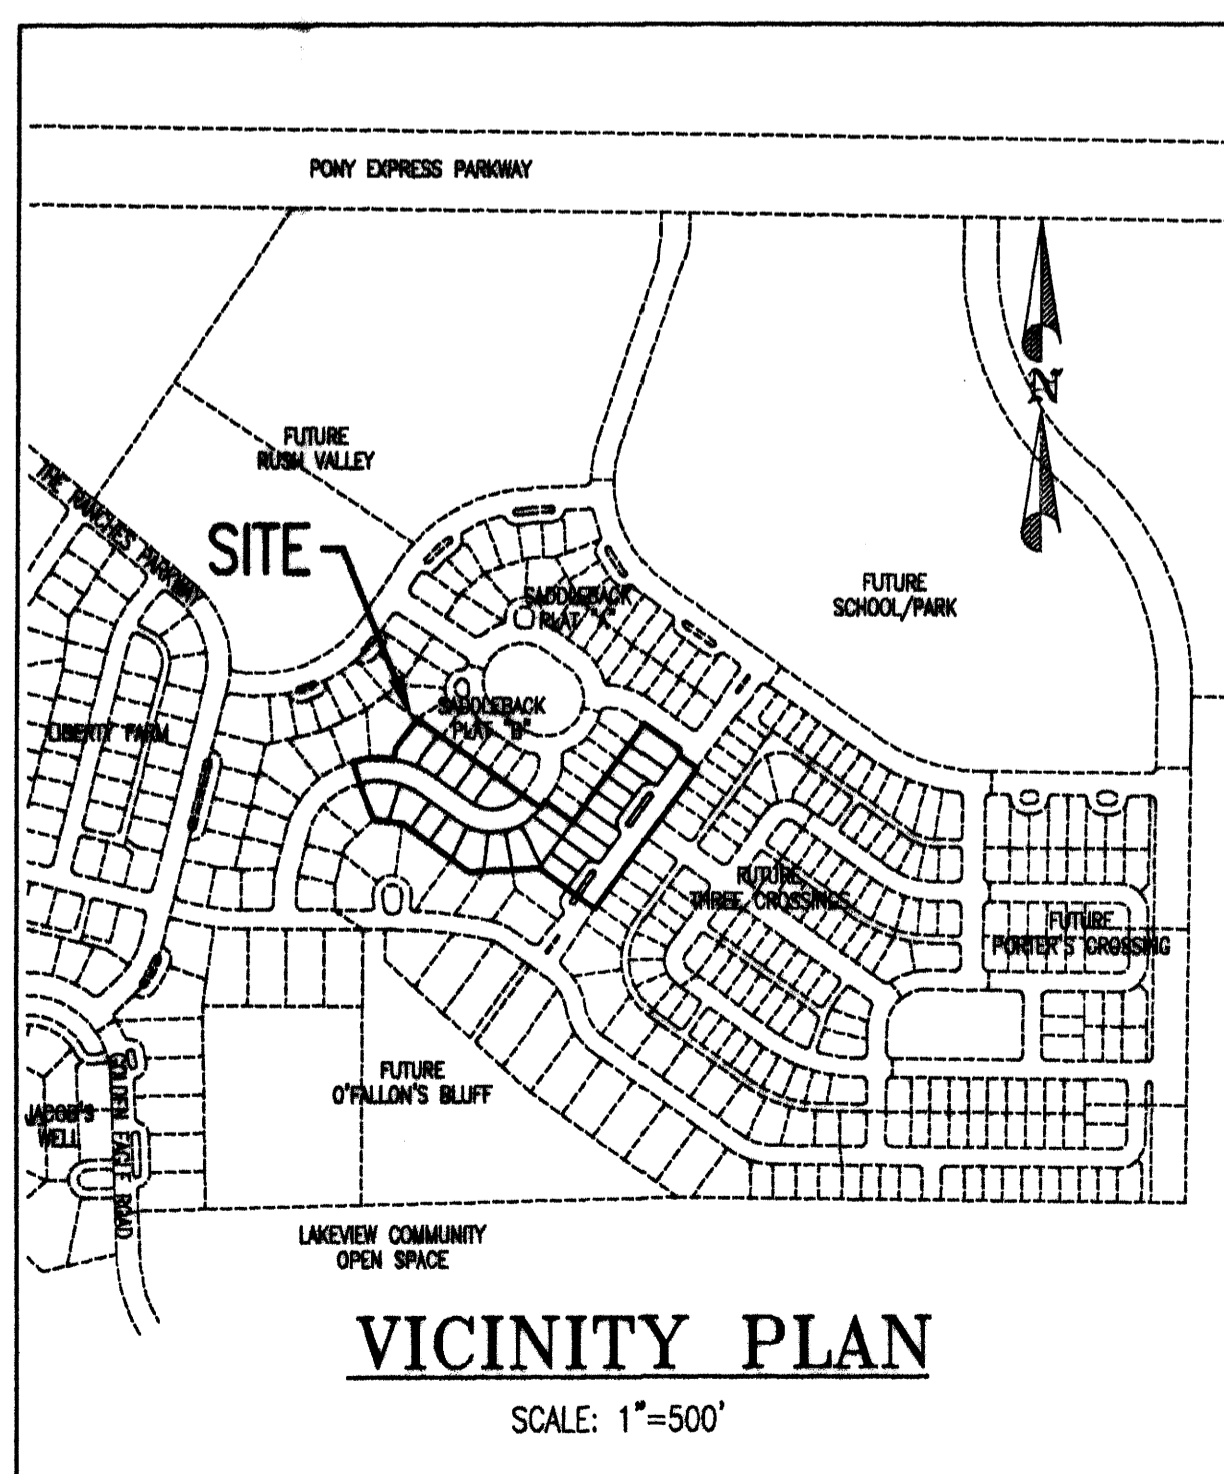 PONY EXPRESS PARKWAY
N
FUTURE
RUSH VALLEY
THE RANCHES PARKWAY
SITE
FUTURE
SCHOOL/PARK
SADDLEBACK
PLAT "A"
SADDLEBACK
PLAT "B"
LIBERTY FARM
FUTURE
THREE CROSSINGS
FUTURE
PORTER'S CROSSING
FUTURE
O'FALLON'S BLUFF
JACOB'S
WELL
GOLDEN EAGLE ROAD
LAKEVIEW COMMUNITY
OPEN SPACE
VICINITY PLAN
SCALE: 1"=500'